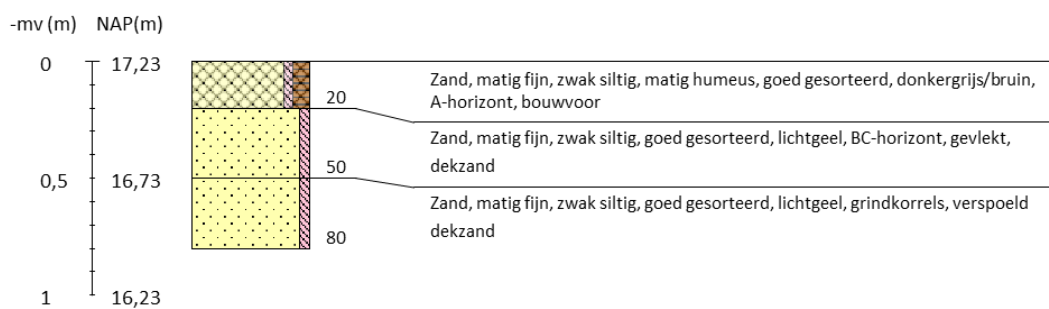 -mv (m) NAP(m)
0 17,23
Zand, matig fijn, zwak siltig, matig humeus, goed gesorteerd, donkergrijs/bruin,
20
A-horizont, bouwvoor
Zand, matig fijn, zwak siltig, goed gesorteerd, lichtgeel, BC-horizont, gevlekt,
50
dekzand
0,5 16,73
Zand, matig fijn, zwak siltig, goed gesorteerd, lichtgeel, grindkorrels, verspoeld
80
dekzand
1 16,23